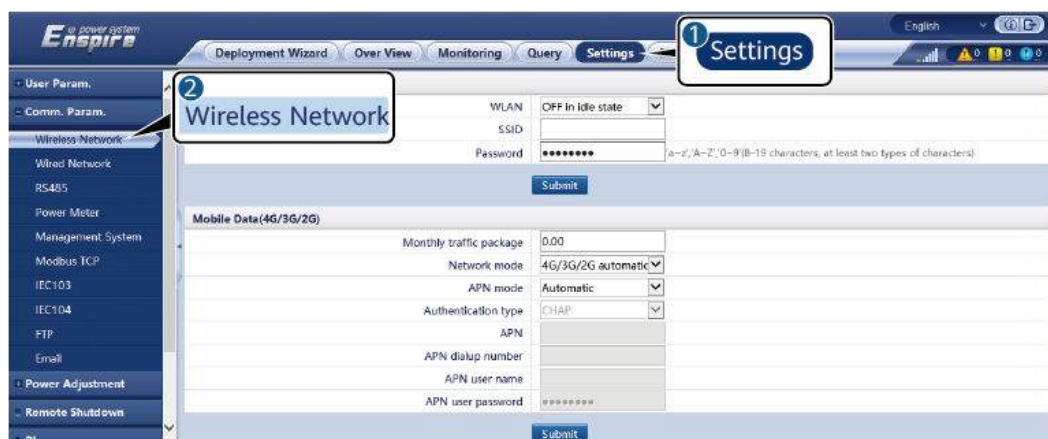 e power system
Enspire
English
Deployment Wizard Over View Monitoring Query Settings
1 Settings
0 0 0
User Param.
2 Wireless Network
Comm. Param.
WLAN OFF in idle state
Wireless Network
SSID
Wired Network
Password ●●●●●●●● 'a~z','A~Z','0~9'(8~19 characters, at least two types of characters)
RS485
Submit
Power Meter
Mobile Data(4G/3G/2G)
Management System
Monthly traffic package 0.00
Modbus TCP
Network mode 4G/3G/2G automatic
IEC103
APN mode Automatic
IEC104
Authentication type CHAP
FTP
APN
Email
APN dialup number
Power Adjustment
APN user name
Remote Shutdown
APN user password ●●●●●●●●
Submit